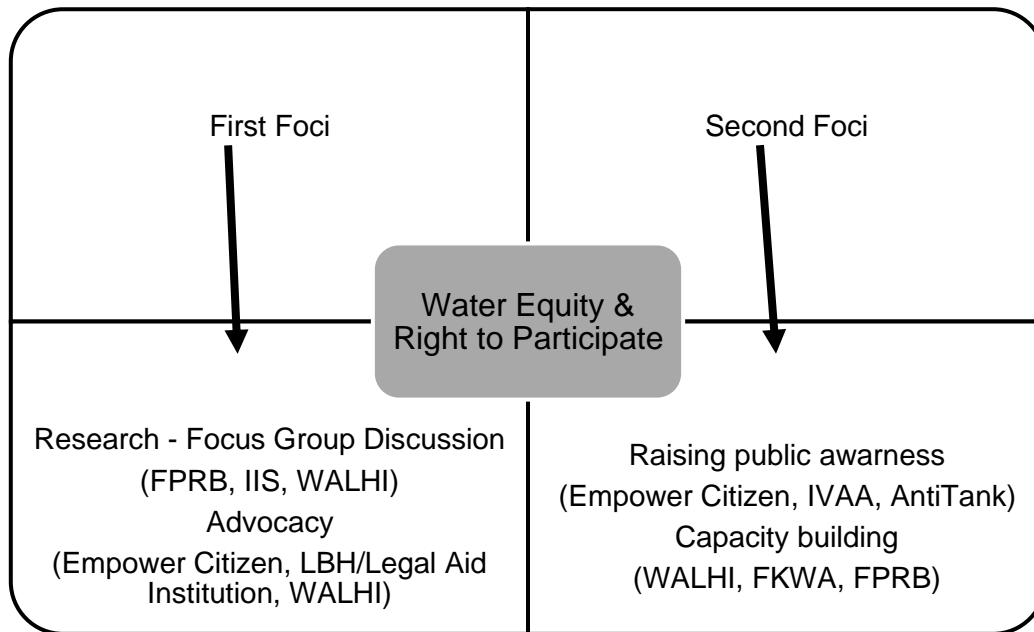 First Foci
Second Foci
Water Equity &
Right to Participate
Research - Focus Group Discussion
(FPRB, IIS, WALHI)
Advocacy
(Empower Citizen, LBH/Legal Aid
Institution, WALHI)
Raising public awarness
(Empower Citizen, IVAA, AntiTank)
Capacity building
(WALHI, FKWA, FPRB)